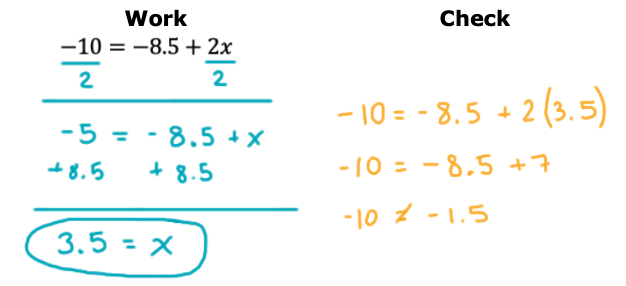 Work
−10 = −8.5 + 2x
2 2
-5 = - 8.5 + x
+8.5 + 8.5
3.5 = x
Check
-10 = - 8.5 + 2(3.5)
-10 = -8.5 +7
-10 ≠ -1.5